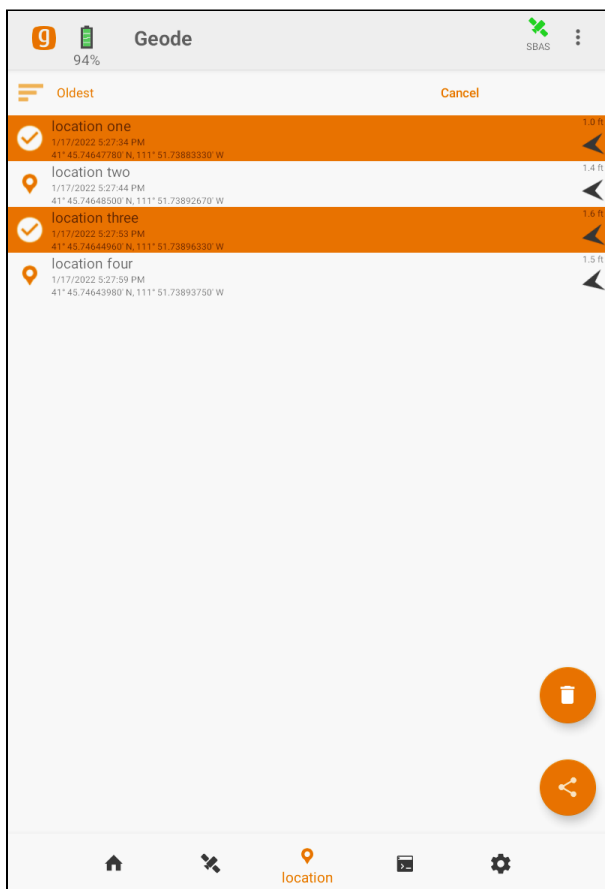 g
94%
Geode
SBAS
Oldest
Cancel
location one
1.0 ft
1/17/2022 5:27:34 PM
41° 45.74647780' N, 111° 51.73883330' W
location two
1.4 ft
1/17/2022 5:27:44 PM
41° 45.74648500' N, 111° 51.73892670' W
location three
1.6 ft
1/17/2022 5:27:53 PM
41° 45.74644960' N, 111° 51.73896330' W
location four
1.5 ft
1/17/2022 5:27:59 PM
41° 45.74643980' N, 111° 51.73893750' W
location